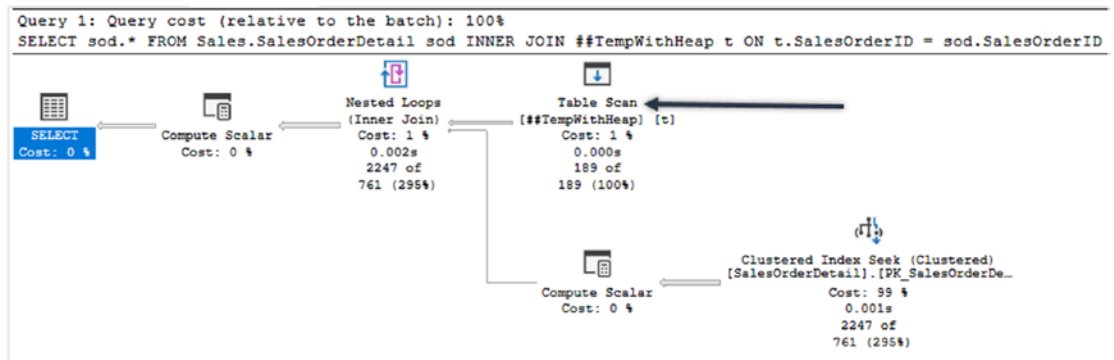 Query 1: Query cost (relative to the batch): 100%
SELECT sod.* FROM Sales.SalesOrderDetail sod INNER JOIN ##TempWithHeap t ON t.SalesOrderID = sod.SalesOrderID
SELECT
Cost: 0 %
Compute Scalar
Cost: 0 %
Nested Loops
(Inner Join)
Cost: 1 %
0.002s
2247 of
761 (295%)
Table Scan
[##TempWithHeap] [t]
Cost: 1 %
0.000s
189 of
189 (100%)
Compute Scalar
Cost: 0 %
Clustered Index Seek (Clustered)
[SalesOrderDetail].[PK_SalesOrderDe…
Cost: 99 %
0.001s
2247 of
761 (295%)